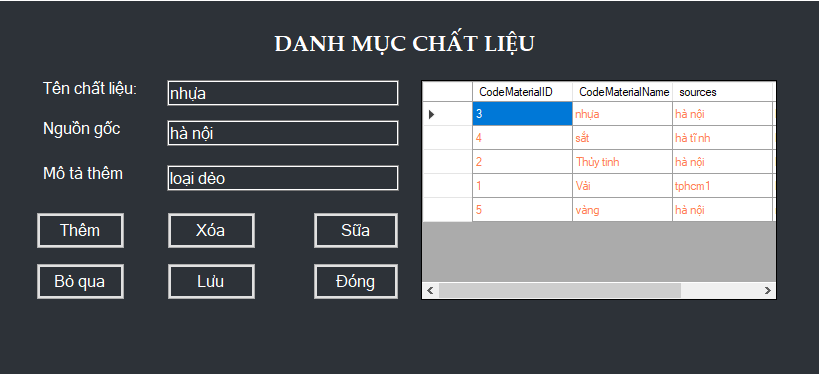 DANH MỤC CHẤT LIỆU
Tên chất liệu:
nhựa
Nguồn gốc
hà nội
Mô tả thêm
loại dẻo
Thêm
Xóa
Sửa
Bỏ qua
Lưu
Đóng
CodeMaterialID CodeMaterialName sources
3 nhựa hà nội
4 sắt hà tĩnh
2 Thủy tinh hà nội
1 Vải tphcm1
5 vàng hà nội